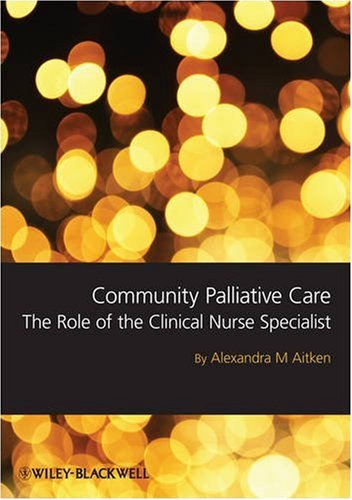 Community Palliative Care
The Role of the Clinical Nurse Specialist
By Alexandra M Aitken
WILEY-BLACKWELL